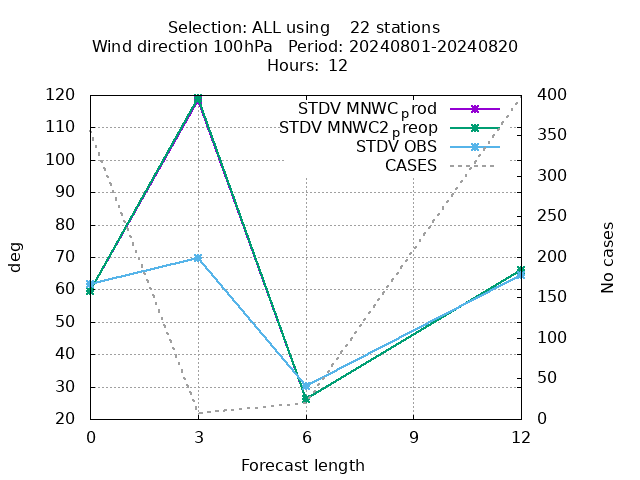 Selection: ALL using 22 stations
Wind direction 100hPa Period: 20240801-20240820
Hours: 12
STDV MNWC_prod
STDV MNWC2_preop
STDV OBS
CASES
deg
120
110
100
90
80
70
60
50
40
30
20
400
350
300
250
200
150
100
50
0
No cases
0 3 6 9 12
Forecast length